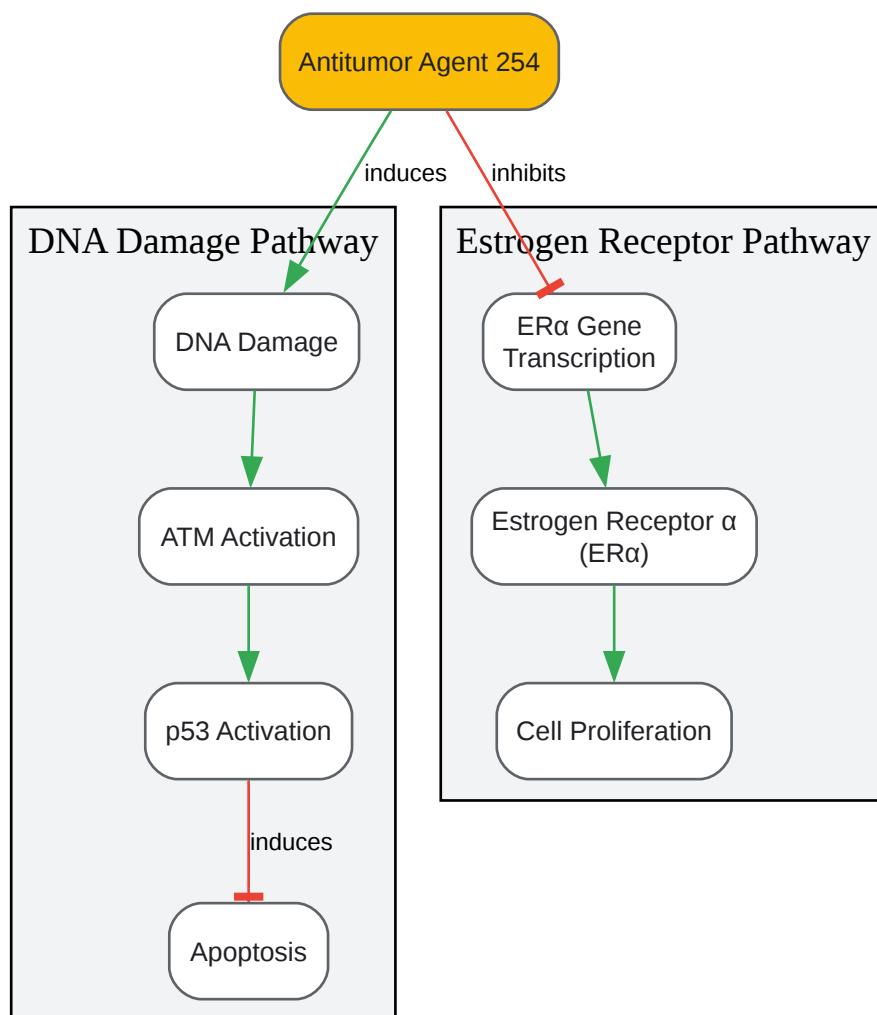 Antitumor Agent 254
induces
inhibits
DNA Damage Pathway
Estrogen Receptor Pathway
DNA Damage
ERα Gene
Transcription
ATM Activation
Estrogen Receptor α
(ERα)
p53 Activation
Cell Proliferation
induces
Apoptosis